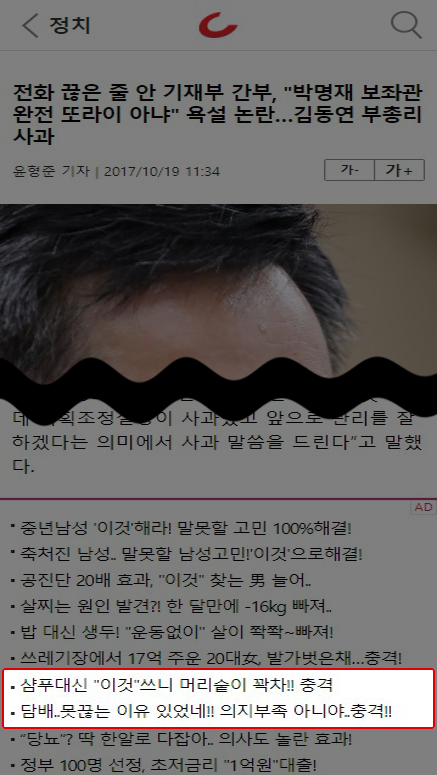 정치
전화 끊은 줄 안 기재부 간부, "박명재 보좌관
완전 또라이 아냐" 욕설 논란...김동연 부총리
사과
윤형준 기자 | 2017/10/19 11:34
가- 가+
데 이 사과했고 앞으로 관리를 잘
하겠다는 의미에서 사과 말씀을 드린다"고 말했
다.
AD
중년남성 '이것'해라! 말못할 고민 100%해결!
축처진 남성.. 말못할 남성고민!'이것'으로해결!
공진단 20배 효과, "이것" 찾는 男 늘어..
살찌는 원인 발견?! 한 달만에 -16kg 빠져..
밥 대신 생두! "운동없이" 살이 쫙쫙~빠져!
쓰레기장에서 17억 주운 20대女, 발가벗은채...충격!
샴푸대신 "이것"쓰니 머리숱이 꽉차!! 충격
담배..못끊는 이유 있었네!! 의지부족 아니야..충격!!
"당뇨"? 딱 한알로 다잡아.. 의사도 놀란 효과!
정부 100명 선정, 초저금리 "1억원"대출!